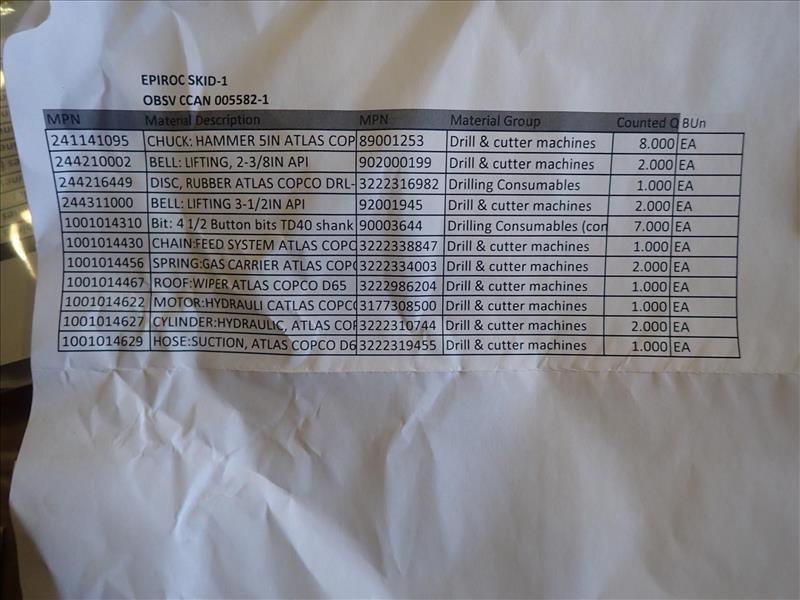 EPIROC SKID-1
OBSV CCAN 005582-1
MPN Material Description MPN Material Group Counted Q BUn
241141095 CHUCK: HAMMER 5IN ATLAS COP 89001253 Drill & cutter machines 8.000 EA
244210002 BELL: LIFTING, 2-3/8IN API 902000199 Drill & cutter machines 2.000 EA
244216449 DISC, RUBBER ATLAS COPCO DRL- 3222316982 Drilling Consumables 1.000 EA
244311000 BELL: LIFTING 3-1/2IN API 92001945 Drill & cutter machines 2.000 EA
1001014310 Bit: 4 1/2 Button bits TD40 shank 90003644 Drilling Consumables (con 7.000 EA
1001014430 CHAIN:FEED SYSTEM ATLAS COPC 3222338847 Drill & cutter machines 1.000 EA
1001014456 SPRING:GAS CARRIER ATLAS COP 3222334003 Drill & cutter machines 2.000 EA
1001014467 ROOF:WIPER ATLAS COPCO D65 3222986204 Drill & cutter machines 1.000 EA
1001014622 MOTOR:HYDRAULI CATLAS COPC 3177308500 Drill & cutter machines 1.000 EA
1001014627 CYLINDER:HYDRAULIC, ATLAS COP 3222310744 Drill & cutter machines 2.000 EA
1001014629 HOSE:SUCTION, ATLAS COPCO D6 3222319455 Drill & cutter machines 1.000 EA